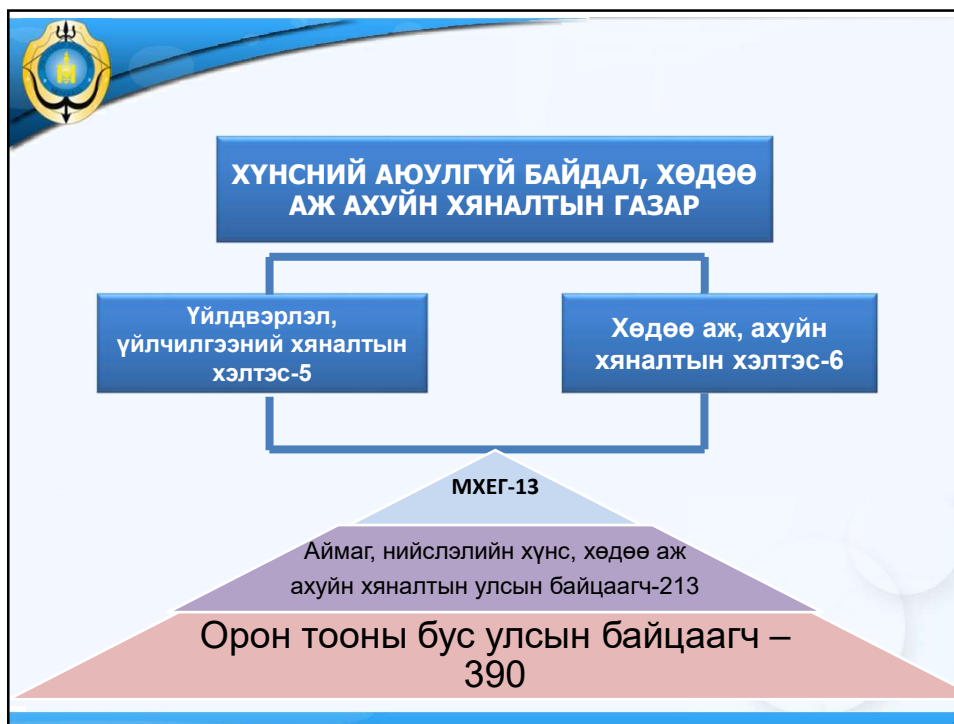 ХҮНСНИЙ АЮУЛГҮЙ БАЙДАЛ, ХӨДӨӨ
АЖ АХУЙН ХЯНАЛТЫН ГАЗАР
Үйлдвэрлэл,
үйлчилгээний хяналтын
хэлтэс-5
Хөдөө аж, ахуйн
хяналтын хэлтэс-6
МХЕГ-13
Аймаг, нийслэлийн хүнс, хөдөө аж
ахуйн хяналтын улсын байцаагч-213
Орон тооны бус улсын байцаагч –
390